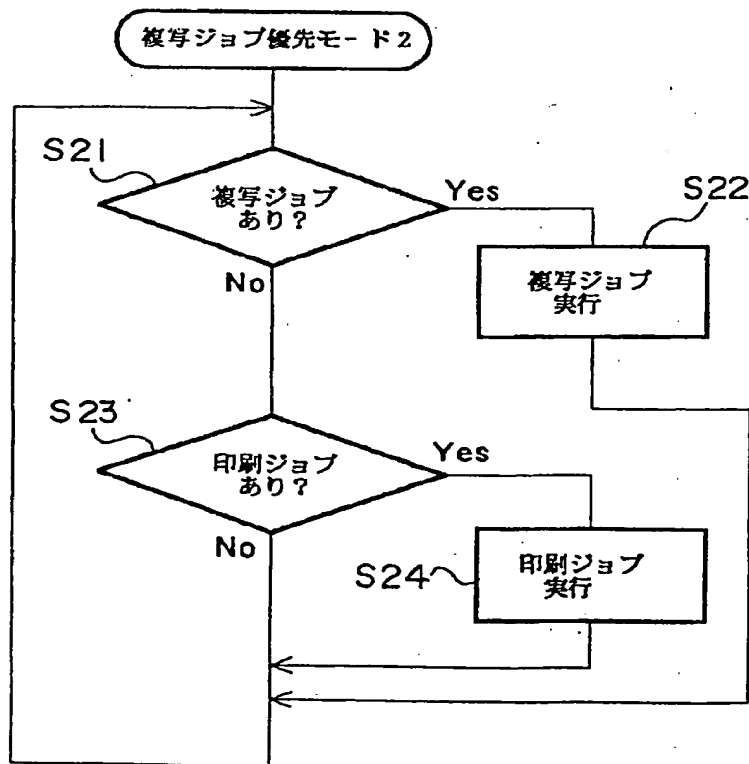 複写ジョブ優先モード2
S21
複写ジョブ
あり?
Yes
S22
複写ジョブ
実行
No
S23
印刷ジョブ
あり?
Yes
No
S24
印刷ジョブ
実行